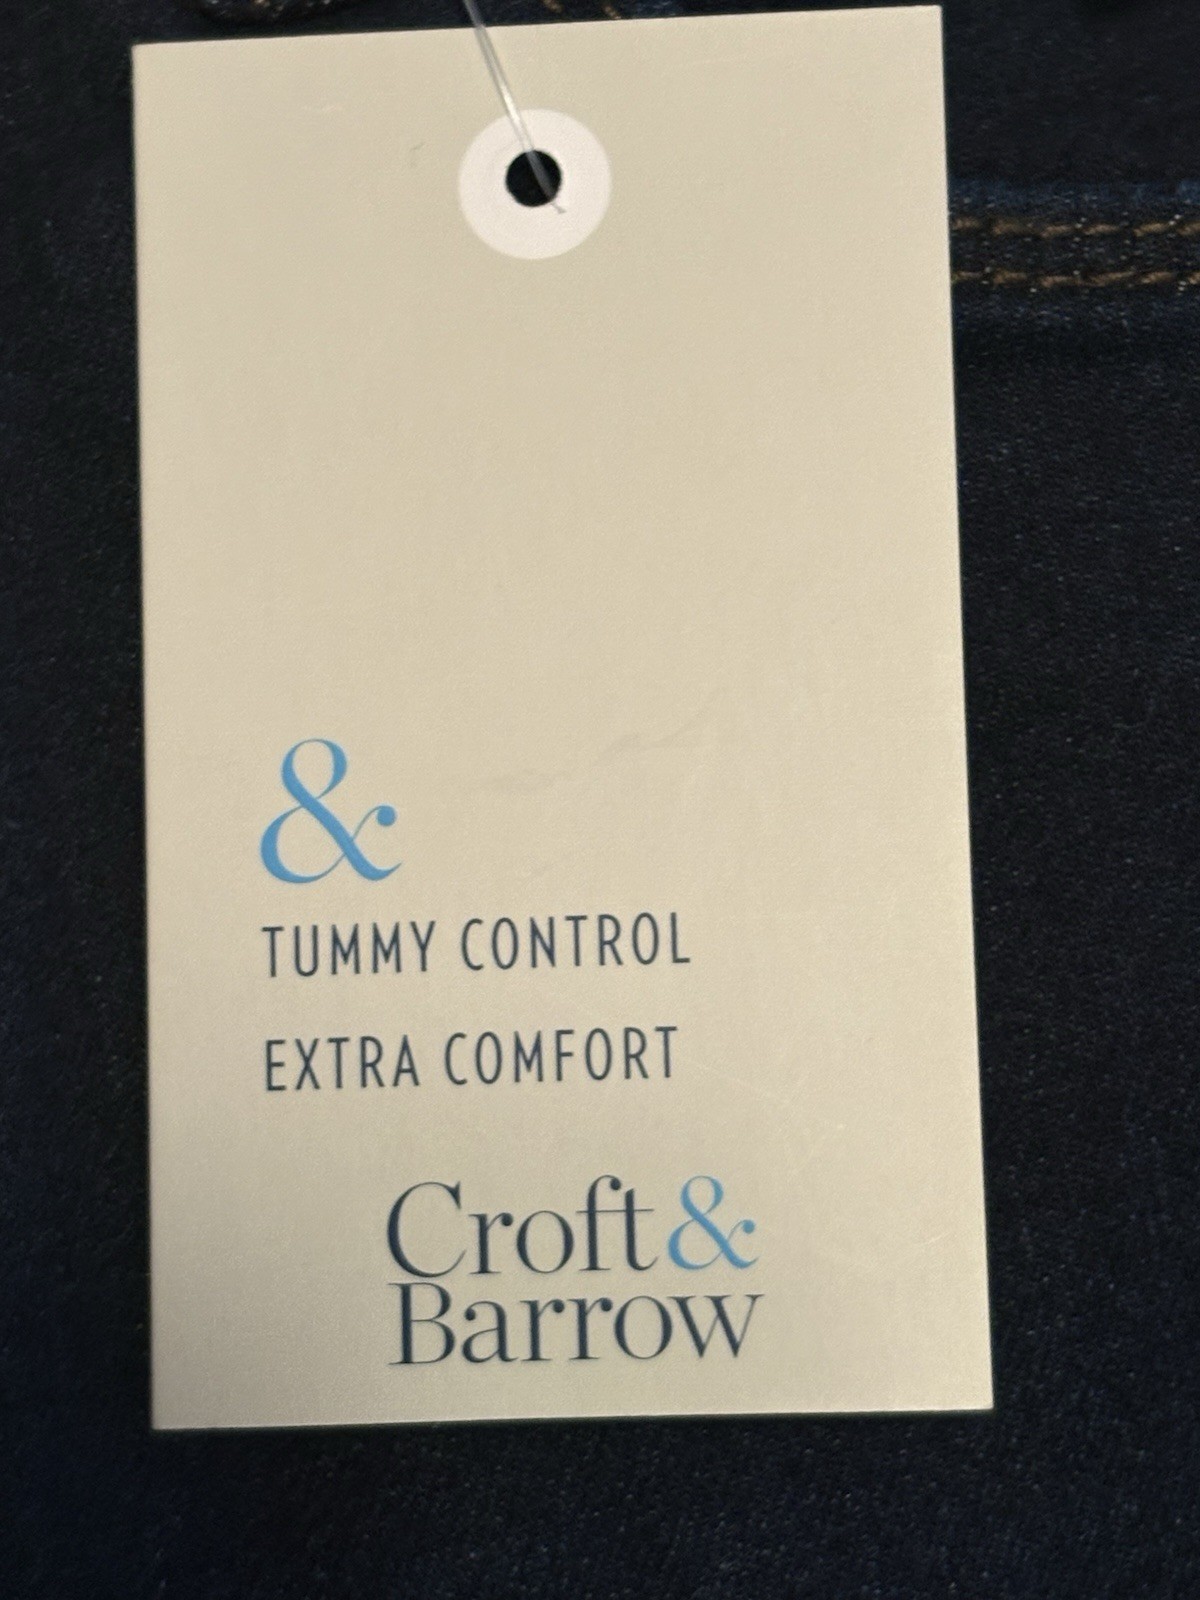 &
TUMMY CONTROL
EXTRA COMFORT
Croft &
Barrow